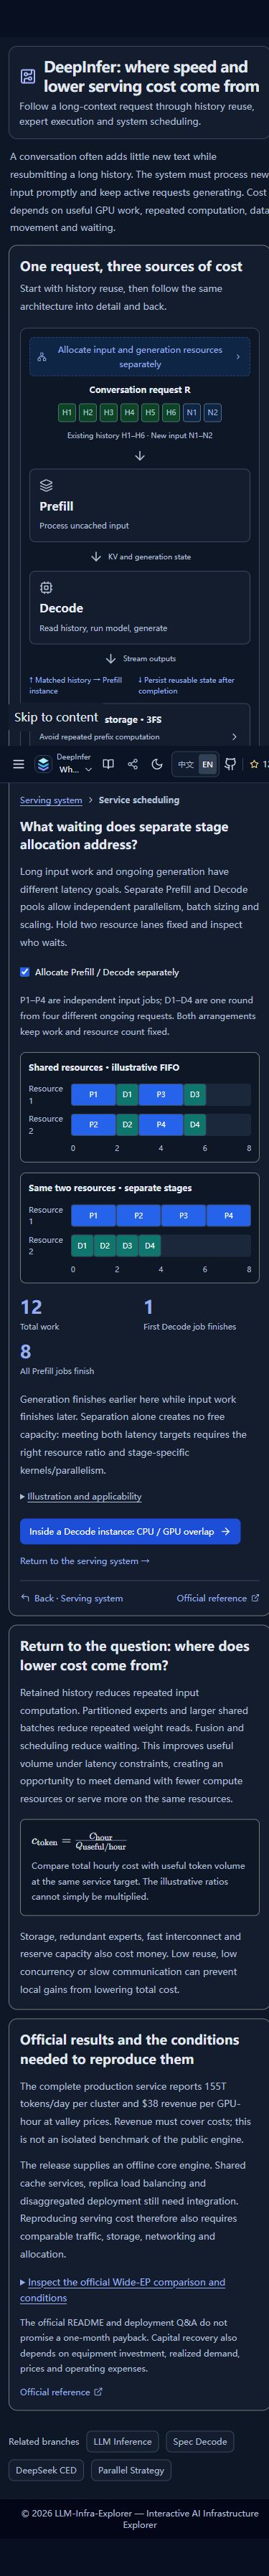 DeepInfer: where speed and
lower serving cost come from
Follow a long-context request through history reuse,
expert execution and system scheduling.
A conversation often adds little new text while
resubmitting a long history. The system must process new
input promptly and keep active requests generating. Cost
depends on useful GPU work, repeated computation, data
movement and waiting.
One request, three sources of cost
Start with history reuse, then follow the same
architecture into detail and back.
Allocate input and generation resources
separately
Conversation request R
H1 H2 H3 H4 H5 H6 N1 N2
Existing history H1–H6 · New input N1–N2
Prefill
Process uncached input
KV and generation state
Decode
Read history, run model, generate
Stream outputs
↑ Matched history → Prefill
instance
↓ Persist reusable state after
completion
Skip to content
storage · 3FS
Avoid repeated prefix computation
DeepInfer
Wh...
中文 EN
12
Serving system > Service scheduling
What waiting does separate stage
allocation address?
Long input work and ongoing generation have
different latency goals. Separate Prefill and Decode
pools allow independent parallelism, batch sizing and
scaling. Hold two resource lanes fixed and inspect
who waits.
Allocate Prefill / Decode separately
P1–P4 are independent input jobs; D1–D4 are one round
from four different ongoing requests. Both arrangements
keep work and resource count fixed.
Shared resources · illustrative FIFO
Resource
1
P1 D1 P3 D3
Resource
2
P2 D2 P4 D4
0 2 4 6 8
Same two resources · separate stages
Resource
1
P1 P2 P3 P4
Resource
2
D1 D2 D3 D4
0 2 4 6 8
12
Total work
1
First Decode job finishes
8
All Prefill jobs finish
Generation finishes earlier here while input work
finishes later. Separation alone creates no free
capacity: meeting both latency targets requires the
right resource ratio and stage-specific
kernels/parallelism.
▸ Illustration and applicability
Inside a Decode instance: CPU / GPU overlap →
Return to the serving system →
Back · Serving system
Official reference
Return to the question: where does
lower cost come from?
Retained history reduces repeated input
computation. Partitioned experts and larger shared
batches reduce repeated weight reads. Fusion and
scheduling reduce waiting. This improves useful
volume under latency constraints, creating an
opportunity to meet demand with fewer compute
resources or serve more on the same resources.
c_token = C_hour / Q_useful/hour
Compare total hourly cost with useful token volume
at the same service target. The illustrative ratios
cannot simply be multiplied.
Storage, redundant experts, fast interconnect and
reserve capacity also cost money. Low reuse, low
concurrency or slow communication can prevent
local gains from lowering total cost.
Official results and the conditions
needed to reproduce them
The complete production service reports 155T
tokens/day per cluster and $38 revenue per GPU-
hour at valley prices. Revenue must cover costs; this
is not an isolated benchmark of the public engine.
The release supplies an offline core engine. Shared
cache services, replica load balancing and
disaggregated deployment still need integration.
Reproducing serving cost therefore also requires
comparable traffic, storage, networking and
allocation.
▸ Inspect the official Wide-EP comparison and
conditions
The official README and deployment Q&A do not
promise a one-month payback. Capital recovery also
depends on equipment investment, realized demand,
prices and operating expenses.
Official reference
Related branches
LLM Inference
Spec Decode
DeepSeek CED
Parallel Strategy
© 2026 LLM-Infra-Explorer — Interactive AI Infrastructure
Explorer